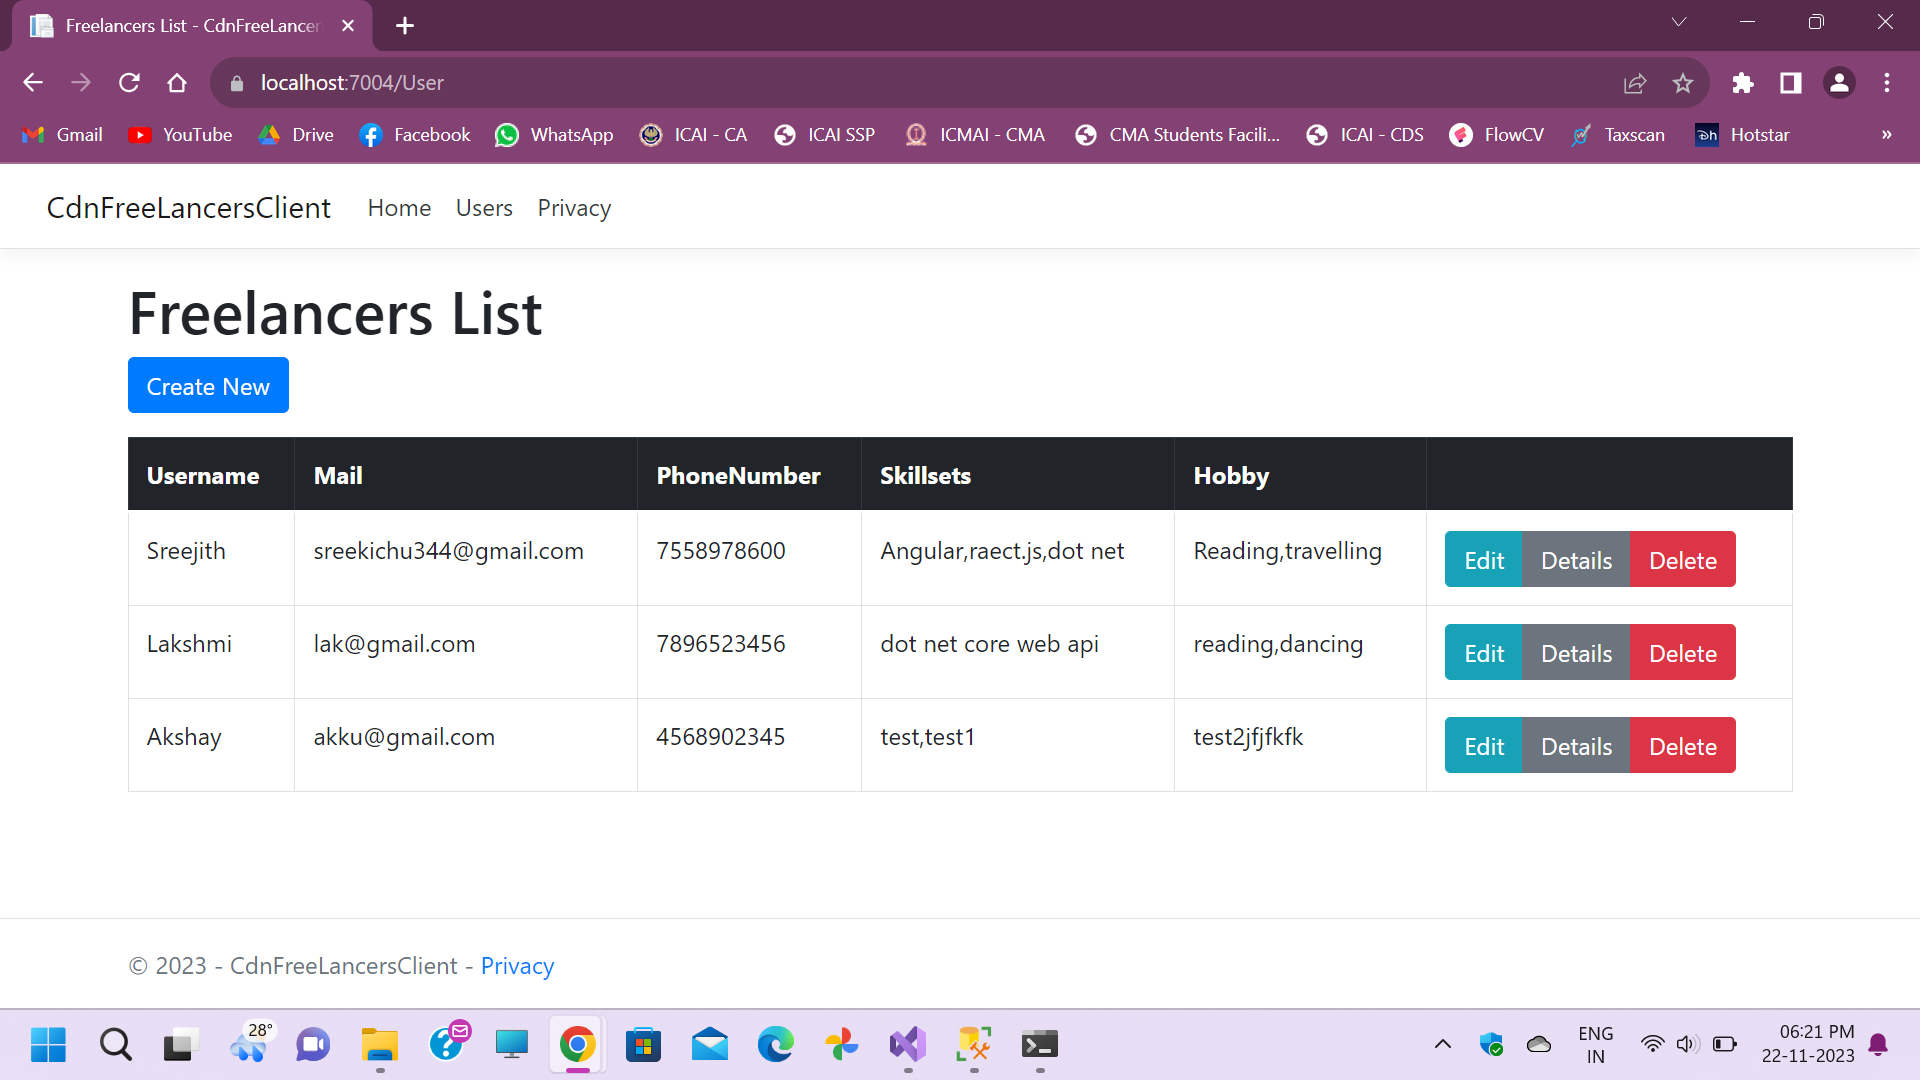 Freelancers List - CdnFreeLancer
localhost:7004/User
Gmail YouTube Drive Facebook WhatsApp ICAI - CA ICAI SSP ICMAI - CMA CMA Students Facili... ICAI - CDS FlowCV Taxscan Hotstar »
CdnFreeLancersClient Home Users Privacy
Freelancers List
Create New
Username Mail PhoneNumber Skillsets Hobby
Sreejith sreekichu344@gmail.com 7558978600 Angular,raect.js,dot net Reading,travelling Edit Details Delete
Lakshmi lak@gmail.com 7896523456 dot net core web api reading,dancing Edit Details Delete
Akshay akku@gmail.com 4568902345 test,test1 test2jfjfkfk Edit Details Delete
© 2023 - CdnFreeLancersClient - Privacy
28°
ENG
IN
06:21 PM
22-11-2023